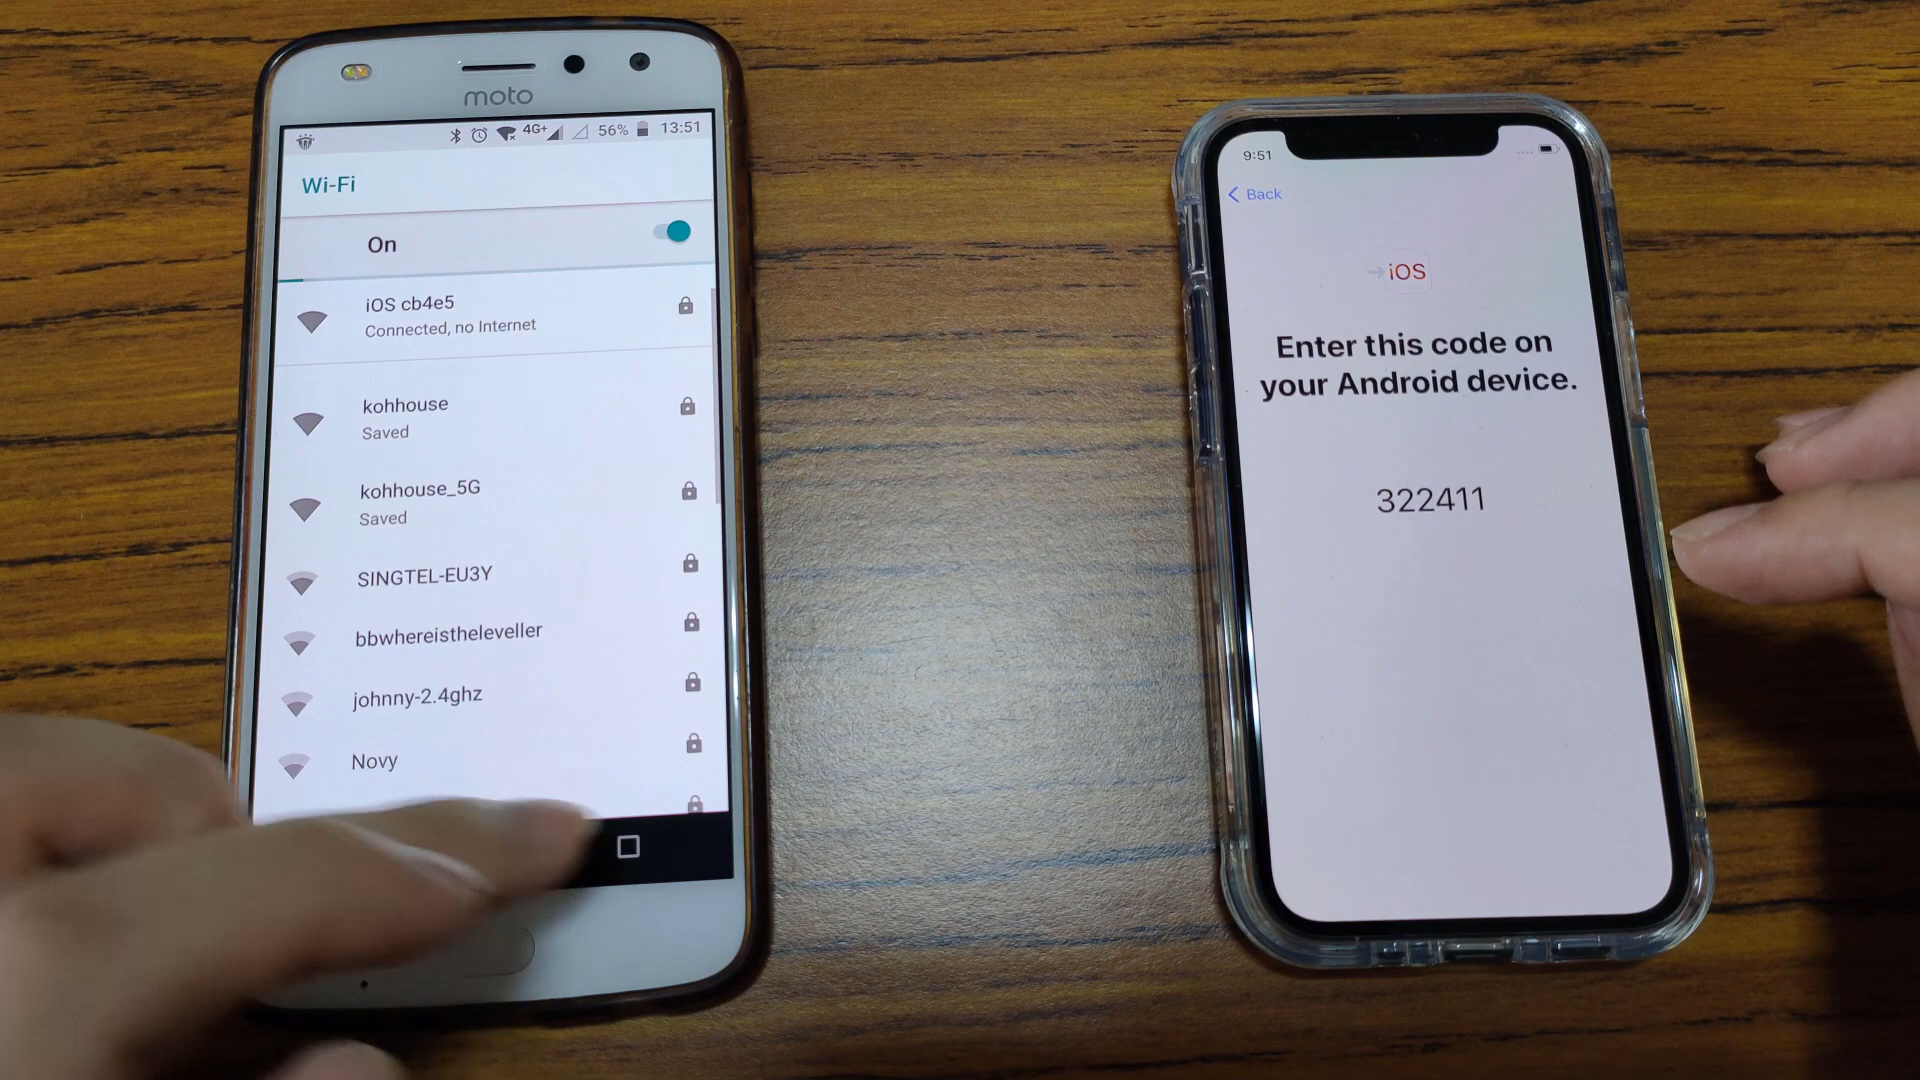 moto
4G+ 56% 13:51
Wi-Fi
On
iOS cb4e5
Connected, no Internet
kohhouse
Saved
kohhouse_5G
Saved
SINGTEL-EU3Y
bbwhereistheleveller
johnny-2.4ghz
Novy
9:51
Back
iOS
Enter this code on
your Android device.
322411